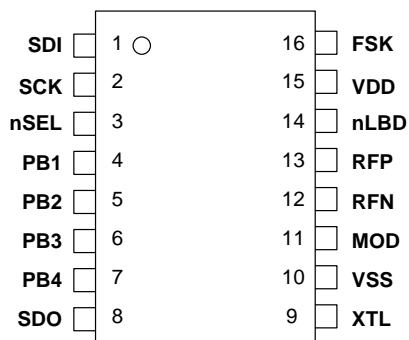 SDI 1 16 FSK
SCK 2 15 VDD
nSEL 3 14 nLBD
PB1 4 13 RFP
PB2 5 12 RFN
PB3 6 11 MOD
PB4 7 10 VSS
SDO 8 9 XTL